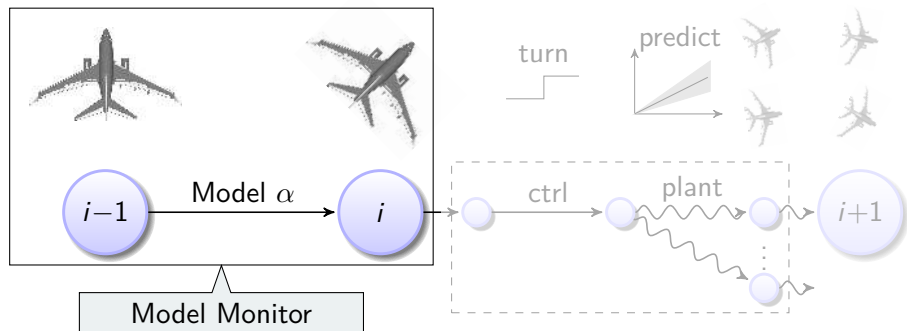 turn
predict
i−1
Model α
i
ctrl
plant
i+1
Model Monitor